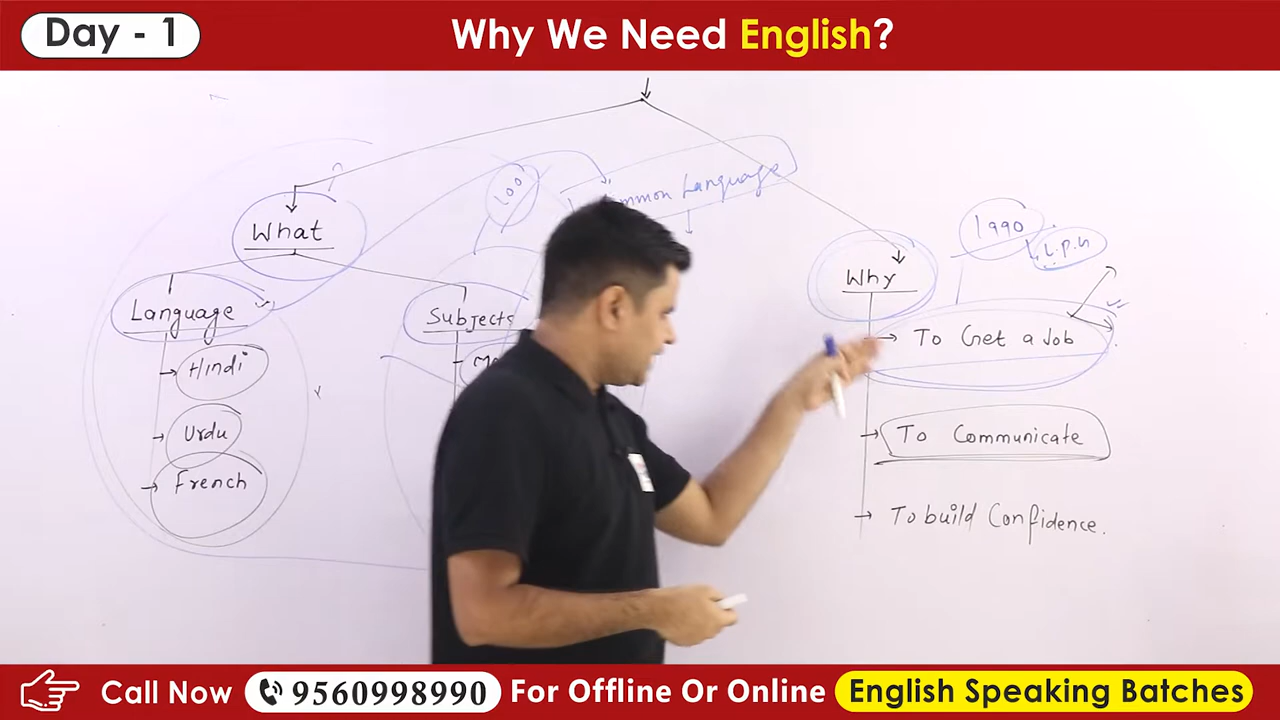 Day - 1
Why We Need English?
100
Common Language
What
1990
L.P.G
Why
Language
Subjects
Hindi
Urdu
French
To Get a Job
To Communicate
To build Confidence.
Call Now 9560998990 For Offline Or Online English Speaking Batches